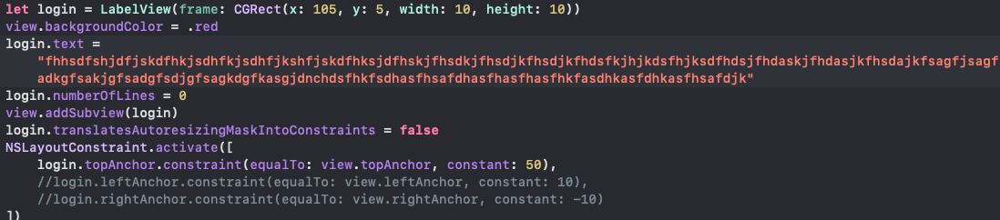 let login = LabelView(frame: CGRect(x: 105, y: 5, width: 10, height: 10))
view.backgroundColor = .red
login.text =
"fhhsdfshjdfjskdfhkjsdhfkjsdhfjkshfjskdfhksjdfhskjfhsdkjfhsdjkfhsdjkfhdsfkjhjkdsfhjksdfhdsjfhdaskjfhdasjkfhsdajkfsagfjsagf
adkgfsakjgfsadgfsdjgfsagkdgfkasgjdnchdsfhkfsdhasfhsafdhasfhasfhasfhkfasdhkasfdhkasfhsafdjk"
login.numberOfLines = 0
view.addSubview(login)
login.translatesAutoresizingMaskIntoConstraints = false
NSLayoutConstraint.activate([
login.topAnchor.constraint(equalTo: view.topAnchor, constant: 50),
//login.leftAnchor.constraint(equalTo: view.leftAnchor, constant: 10),
//login.rightAnchor.constraint(equalTo: view.rightAnchor, constant: -10)
])